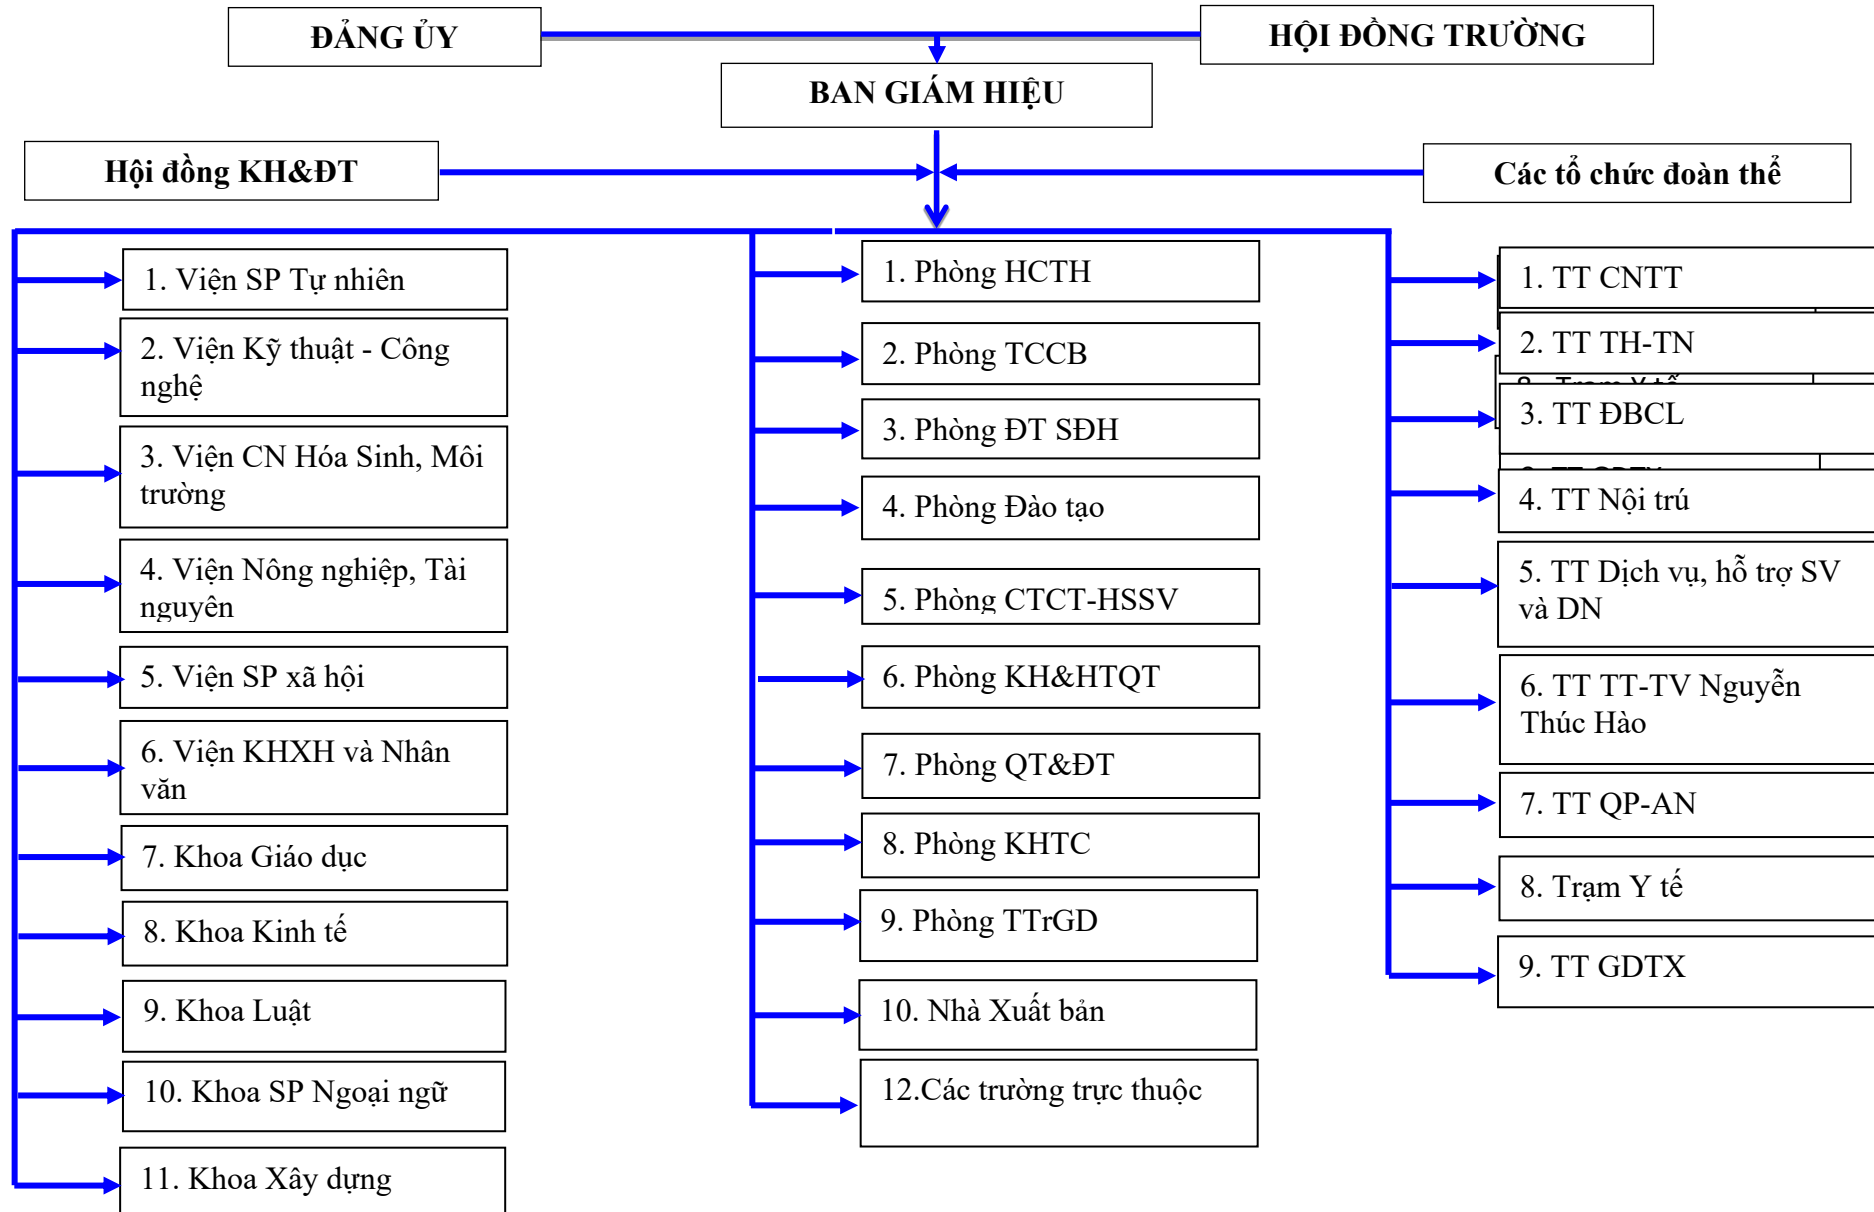 ĐẢNG ỦY
HỘI ĐỒNG TRƯỜNG
BAN GIÁM HIỆU
Hội đồng KH&ĐT
Các tổ chức đoàn thể
1. Viện SP Tự nhiên
2. Viện Kỹ thuật - Công
nghệ
3. Viện CN Hóa Sinh, Môi
trường
4. Viện Nông nghiệp, Tài
nguyên
5. Viện SP xã hội
6. Viện KHXH và Nhân
văn
7. Khoa Giáo dục
8. Khoa Kinh tế
9. Khoa Luật
10. Khoa SP Ngoại ngữ
11. Khoa Xây dựng
1. Phòng HCTH
2. Phòng TCCB
3. Phòng ĐT SĐH
4. Phòng Đào tạo
5. Phòng CTCT-HSSV
6. Phòng KH&HTQT
7. Phòng QT&ĐT
8. Phòng KHTC
9. Phòng TTrGD
10. Nhà Xuất bản
12.Các trường trực thuộc
1. TT CNTT
2. TT TH-TN
3. TT ĐBCL
4. TT Nội trú
5. TT Dịch vụ, hỗ trợ SV
và DN
6. TT TT-TV Nguyễn
Thúc Hào
7. TT QP-AN
8. Trạm Y tế
9. TT GDTX